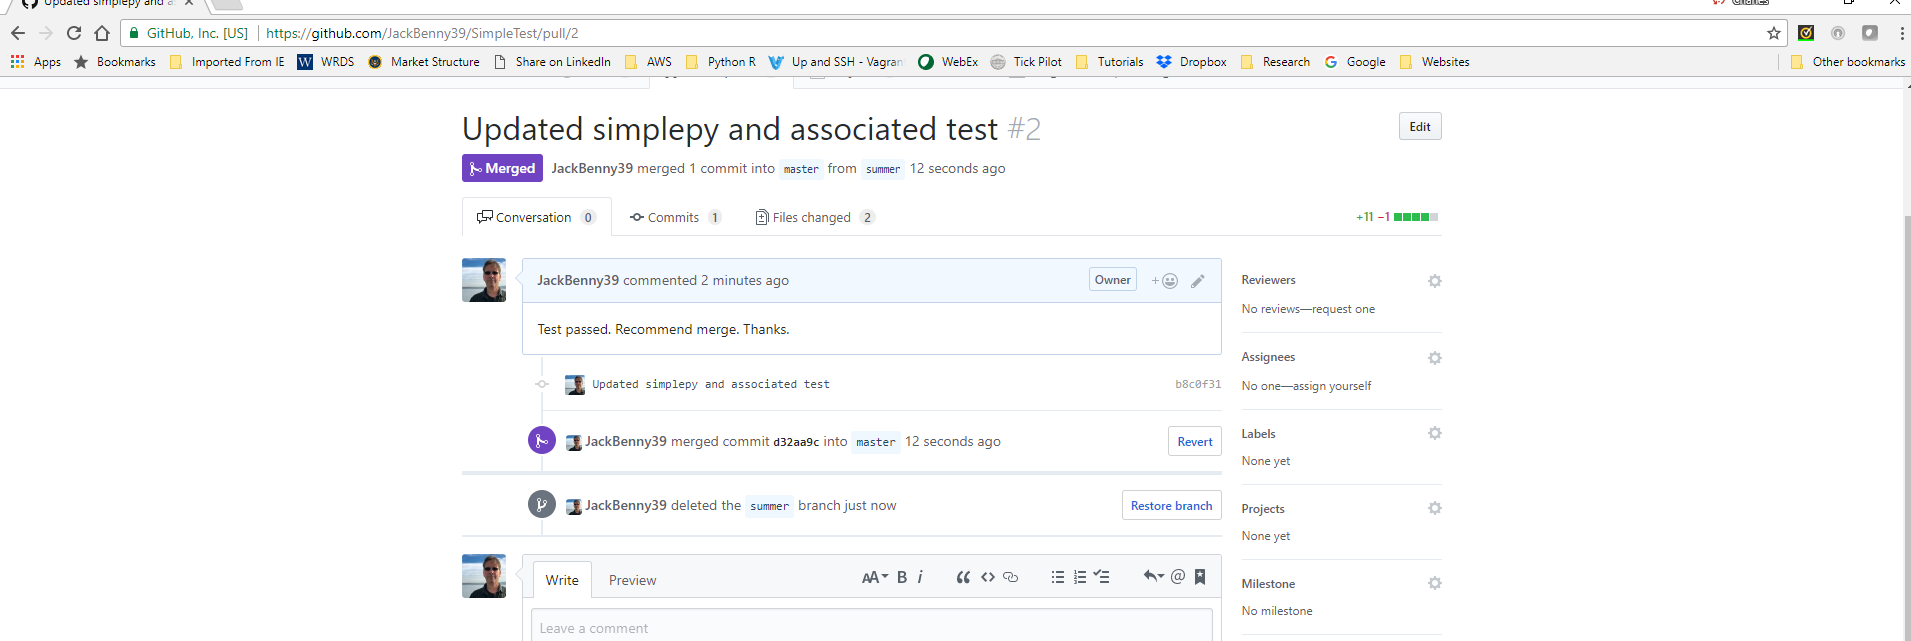 Updated simplepy and as
Charles
GitHub, Inc. [US] https://github.com/JackBenny39/SimpleTest/pull/2
Apps Bookmarks Imported From IE WRDS Market Structure Share on LinkedIn AWS Python R Up and SSH - Vagran WebEx Tick Pilot Tutorials Dropbox Research Google Websites Other bookmarks
Updated simplepy and associated test #2
Edit
Merged JackBenny39 merged 1 commit into master from summer 12 seconds ago
Conversation 0 Commits 1 Files changed 2 +11 −1
JackBenny39 commented 2 minutes ago Owner
Test passed. Recommend merge. Thanks.
Updated simplepy and associated test b8c0f31
JackBenny39 merged commit d32aa9c into master 12 seconds ago Revert
JackBenny39 deleted the summer branch just now Restore branch
Write Preview AA B i
Leave a comment
Reviewers
No reviews—request one
Assignees
No one—assign yourself
Labels
None yet
Projects
None yet
Milestone
No milestone